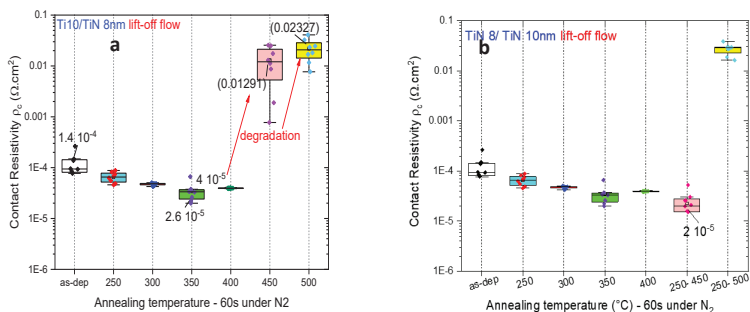 Ti10/TiN 8nm lift-off flow
a
(0.02327)
(0.01291)
degradation
1.4 10-4
4 10-5
2.6 10-5
0.1
0.01
0.001
1E-4
1E-5
1E-6
Contact Resistivity ρc (Ω.cm2)
as-dep 250 300 350 400 450 500
Annealing temperature - 60s under N2
TiN 8/ TiN 10nm lift-off flow
b
2 10-5
0.1
0.01
0.001
1E-4
1E-5
1E-6
Contact Resistivity ρc (Ω.cm2)
as-dep 250 300 350 400 250-450 250-500
Annealing temperature (°C) - 60s under N2